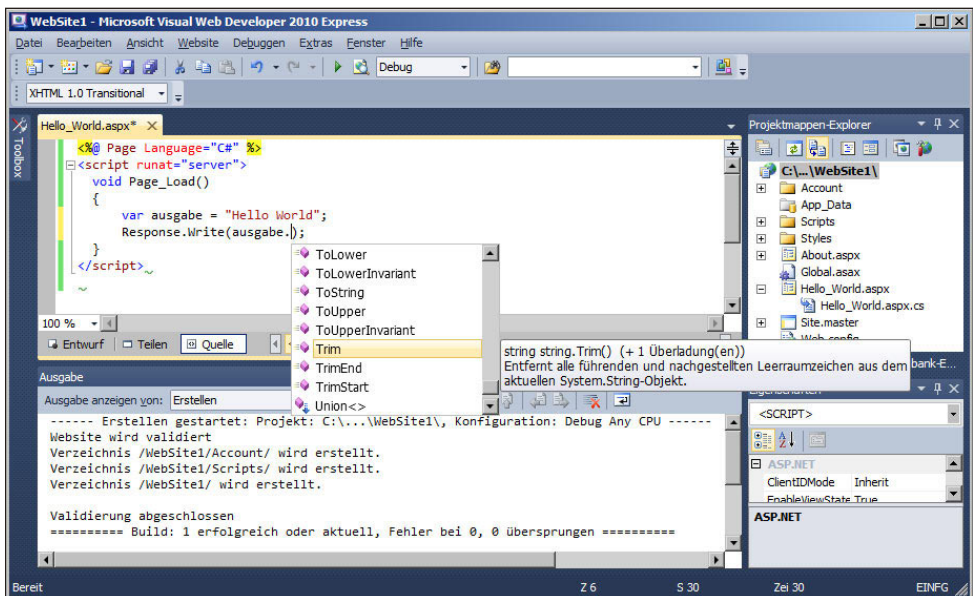 WebSite1 - Microsoft Visual Web Developer 2010 Express
Datei Bearbeiten Ansicht Website Debuggen Extras Fenster Hilfe
Debug
XHTML 1.0 Transitional
Toolbox
Hello_World.aspx*
<%@ Page Language="C#" %>
<script runat="server">
void Page_Load()
{
var ausgabe = "Hello World";
Response.Write(ausgabe.);
}
</script>
ToLower
ToLowerInvariant
ToString
ToUpper
ToUpperInvariant
Trim
TrimEnd
TrimStart
Union<>
string string.Trim() (+ 1 Überladung(en))
Entfernt alle führenden und nachgestellten Leerraumzeichen aus dem
aktuellen System.String-Objekt.
100 %
Entwurf Teilen Quelle
Ausgabe
Ausgabe anzeigen von: Erstellen
------ Erstellen gestartet: Projekt: C:\...\WebSite1\, Konfiguration: Debug Any CPU ------
Website wird validiert
Verzeichnis /WebSite1/Account/ wird erstellt.
Verzeichnis /WebSite1/Scripts/ wird erstellt.
Verzeichnis /WebSite1/ wird erstellt.
Validierung abgeschlossen
========== Build: 1 erfolgreich oder aktuell, Fehler bei 0, 0 übersprungen ==========
Projektmappen-Explorer
C:\...\WebSite1\
Account
App_Data
Scripts
Styles
About.aspx
Global.asax
Hello_World.aspx
Hello_World.aspx.cs
Site.master
Web.config
bank-E...
Eigenschaften
<SCRIPT>
ASP.NET
ClientIDMode Inherit
EnableViewState True
ASP.NET
Bereit Z 6 S 30 Zei 30 EINFG